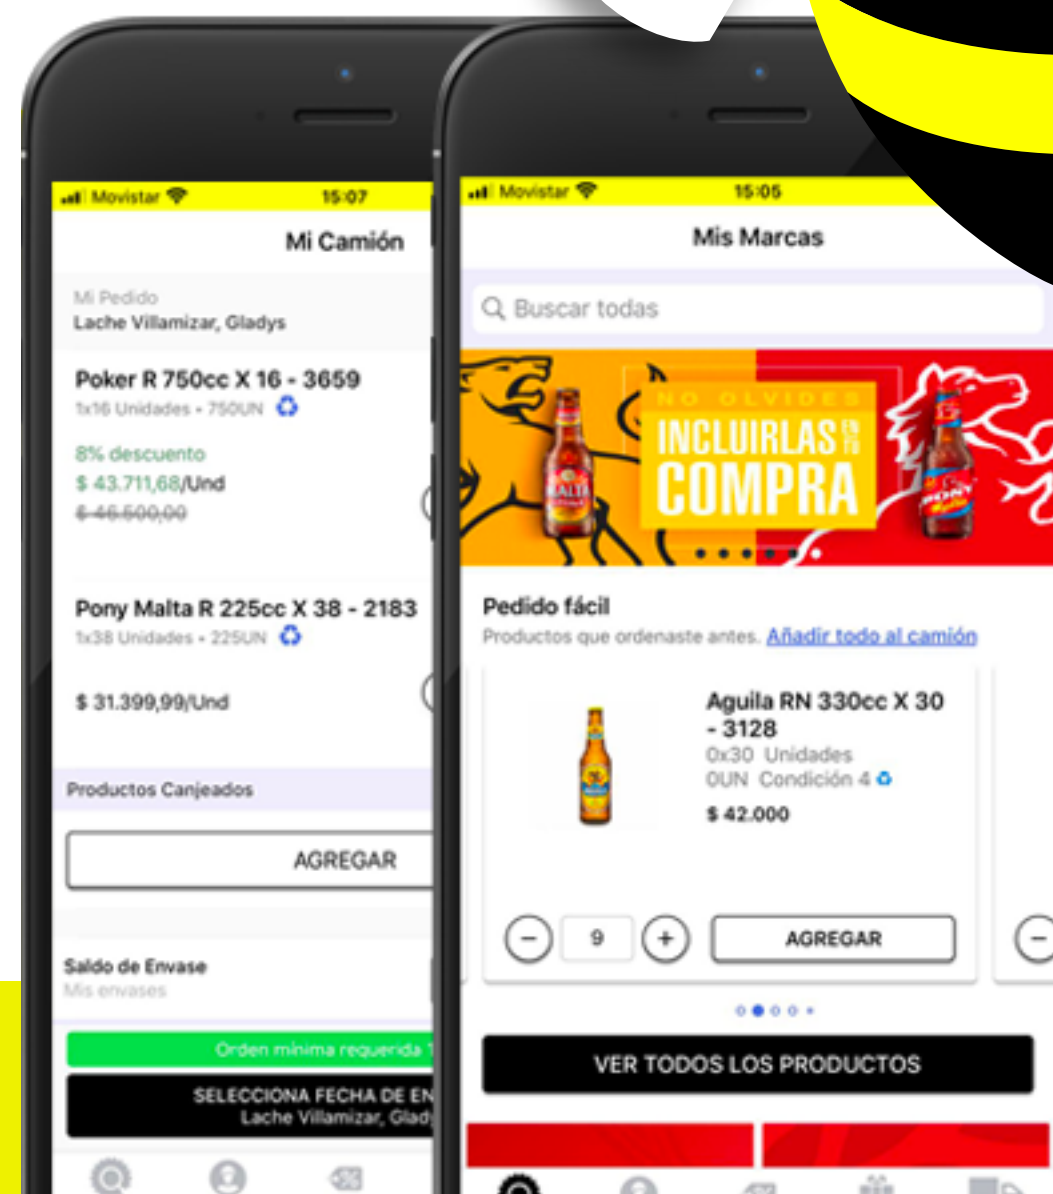 Movistar
15:07
Mi Camión
Mi Pedido
Lache Villamizar, Gladys
Poker R 750cc X 16 - 3659
1x16 Unidades • 750UN
8% descuento
$ 43.711,68/Und
$ 46.500,00
Pony Malta R 225cc X 38 - 2183
1x38 Unidades • 225UN
$ 31.399,99/Und
Productos Canjeados
AGREGAR
Saldo de Envase
Mis envases
Orden mínima requerida
SELECCIONA FECHA DE EN
Lache Villamizar, Glad
Movistar
15:05
Mis Marcas
Buscar todas
NO OLVIDES
INCLUIRLAS EN TU
COMPRA
MALTA
PONY
Malta
Pedido fácil
Productos que ordenaste antes. Añadir todo al camión
Aguila RN 330cc X 30
- 3128
0x30 Unidades
0UN Condición 4
$ 42.000
9
AGREGAR
VER TODOS LOS PRODUCTOS